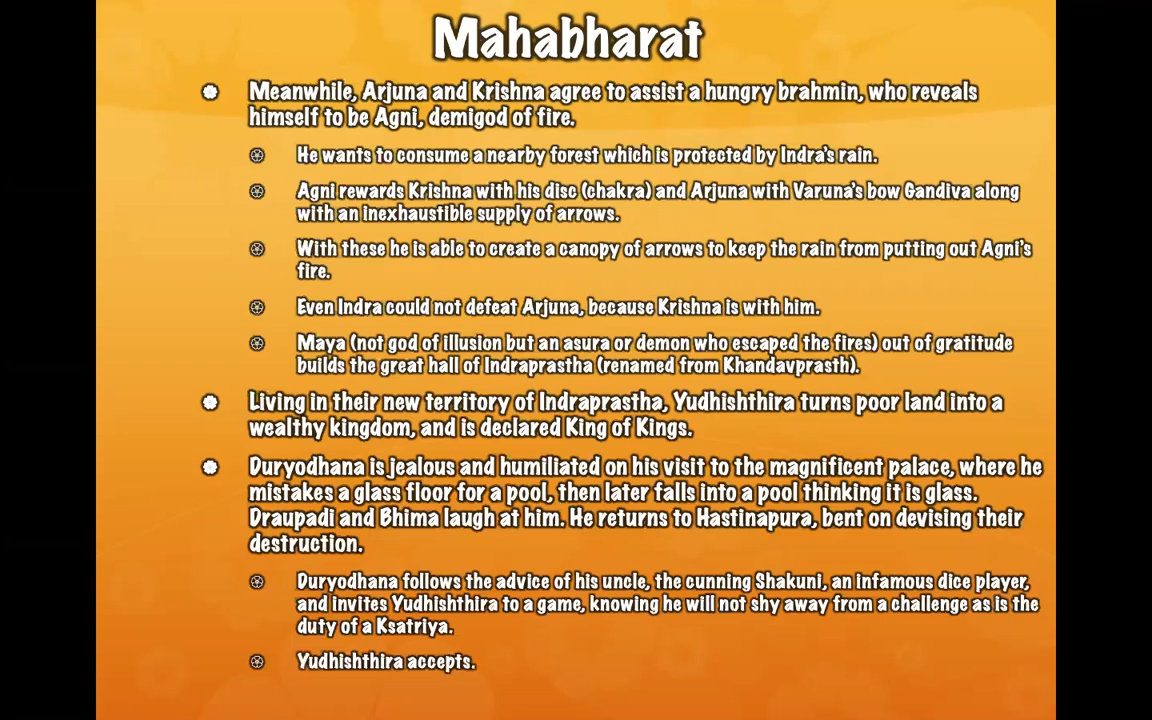 Mahabharat
Meanwhile, Arjuna and Krishna agree to assist a hungry brahmin, who reveals
himself to be Agni, demigod of fire.
He wants to consume a nearby forest which is protected by Indra's rain.
Agni rewards Krishna with his disc (chakra) and Arjuna with Varuna's bow Gandiva along
with an inexhaustible supply of arrows.
With these he is able to create a canopy of arrows to keep the rain from putting out Agni's
fire.
Even Indra could not defeat Arjuna, because Krishna is with him.
Maya (not god of illusion but an asura or demon who escaped the fires) out of gratitude
builds the great hall of Indraprastha (renamed from Khandavprasth).
Living in their new territory of Indraprastha, Yudhishthira turns poor land into a
wealthy kingdom, and is declared King of Kings.
Duryodhana is jealous and humiliated on his visit to the magnificent palace, where he
mistakes a glass floor for a pool, then later falls into a pool thinking it is glass.
Draupadi and Bhima laugh at him. He returns to Hastinapura, bent on devising their
destruction.
Duryodhana follows the advice of his uncle, the cunning Shakuni, an infamous dice player,
and invites Yudhishthira to a game, knowing he will not shy away from a challenge as is the
duty of a Ksatriya.
Yudhishthira accepts.